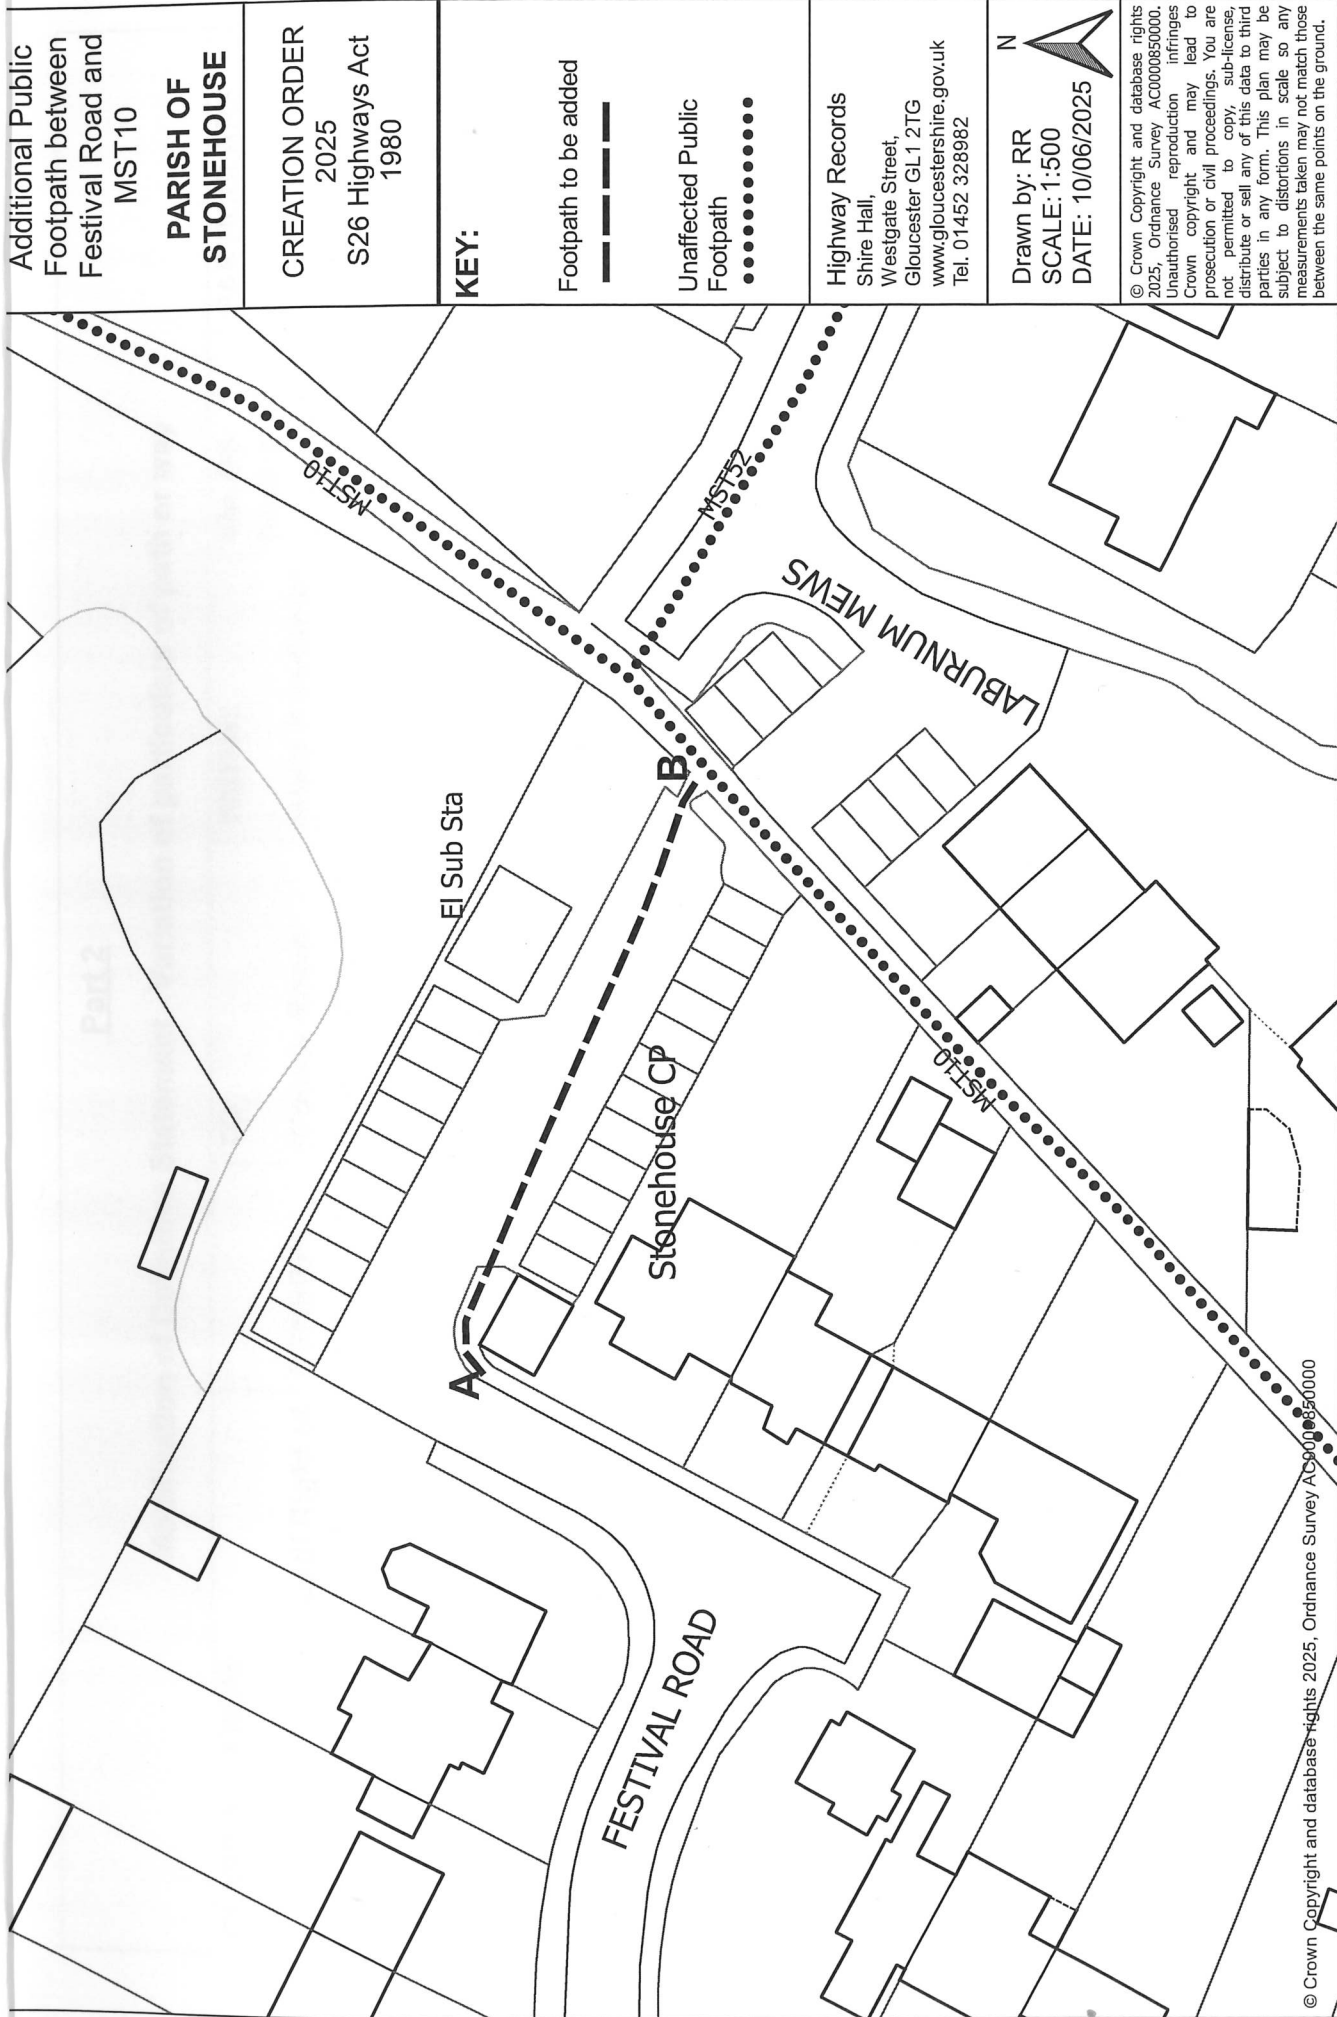 Additional Public
Footpath between
Festival Road and
MST10
PARISH OF
STONEHOUSE
CREATION ORDER
2025
S26 Highways Act
1980
KEY:
Footpath to be added
Unaffected Public
Footpath
Highway Records
Shire Hall,
Westgate Street,
Gloucester GL1 2TG
www.gloucestershire.gov.uk
Tel. 01452 328982
N
Drawn by: RR
SCALE: 1:500
DATE: 10/06/2025
© Crown Copyright and database rights
2025, Ordnance Survey AC0000850000.
Unauthorised reproduction infringes
Crown copyright and may lead to
prosecution or civil proceedings. You are
not permitted to copy, sub-license,
distribute or sell any of this data to third
parties in any form. This plan may be
subject to distortions in scale so any
measurements taken may not match those
between the same points on the ground.
MST10
MST52
LABURNUM MEWS
B
El Sub Sta
Stonehouse CP
MST10
A
FESTIVAL ROAD
© Crown Copyright and database rights 2025, Ordnance Survey AC0000850000
Part 2